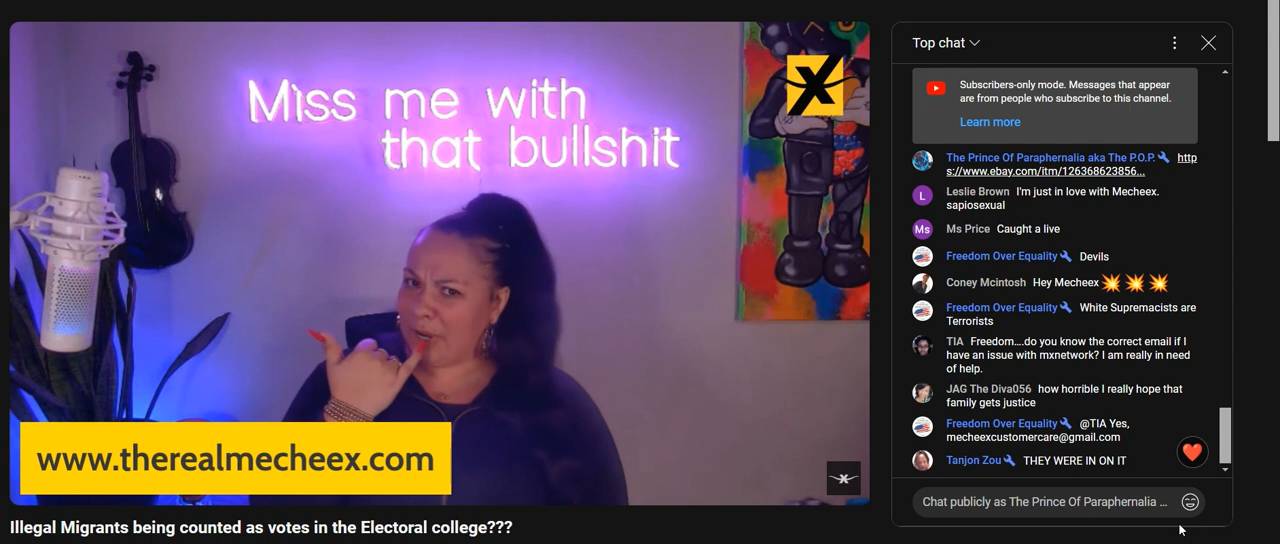 Miss me with
that bullshit
X
www.therealmecheex.com
Illegal Migrants being counted as votes in the Electoral college???
Top chat
Subscribers-only mode. Messages that appear
are from people who subscribe to this channel.
Learn more
The Prince Of Paraphernalia aka The P.O.P. http
s://www.ebay.com/itm/126368623856...
L
Leslie Brown I'm just in love with Mecheex.
sapiosexual
Ms
Ms Price Caught a live
Freedom Over Equality Devils
Coney Mcintosh Hey Mecheex💥💥💥
Freedom Over Equality White Supremacists are
Terrorists
TIA Freedom....do you know the correct email if I
have an issue with mxnetwork? I am really in need
of help.
JAG The Diva056 how horrible I really hope that
family gets justice
Freedom Over Equality @TIA Yes,
mecheexcustomercare@gmail.com
Tanjon Zou THEY WERE IN ON IT
Chat publicly as The Prince Of Paraphernalia ...